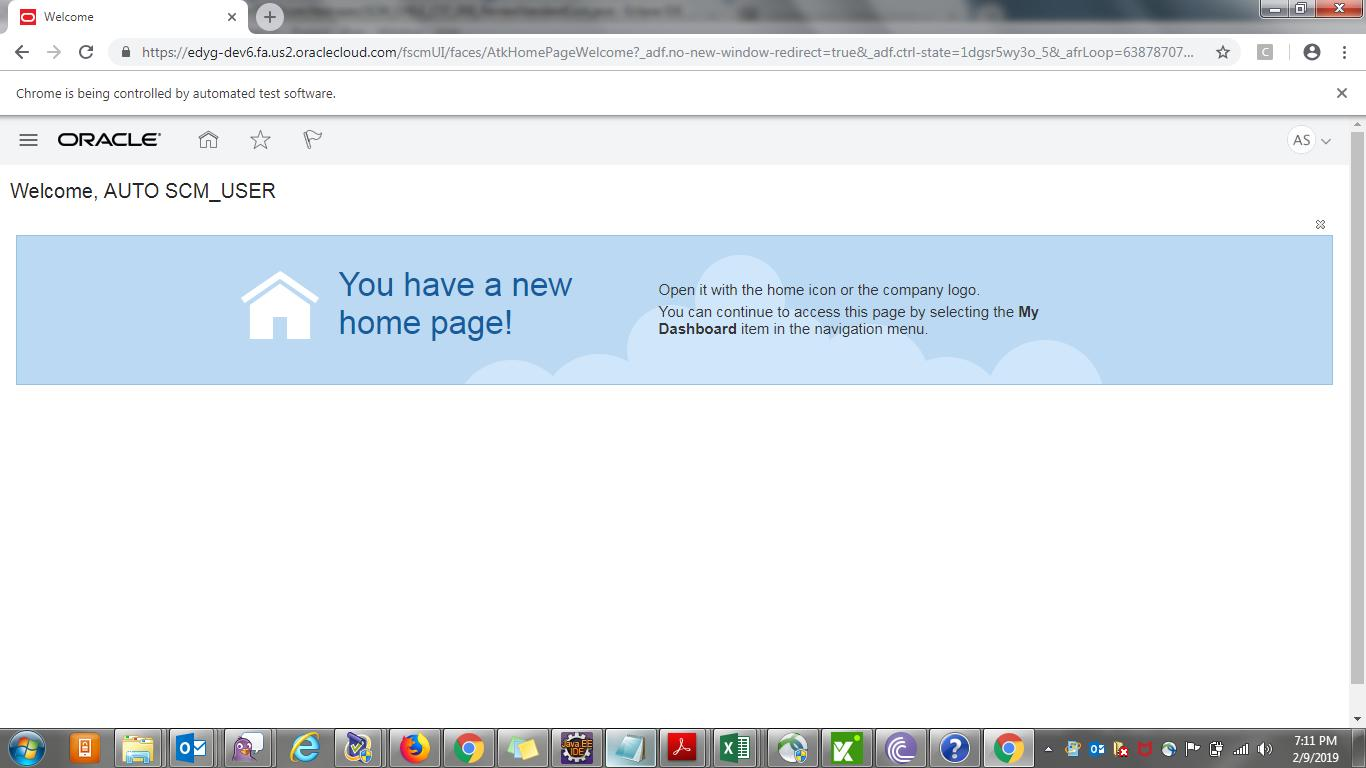 Welcome
https://edyg-dev6.fa.us2.oraclecloud.com/fscmUI/faces/AtkHomePageWelcome?_adf.no-new-window-redirect=true&_adf.ctrl-state=1dgsr5wy3o_5&_afrLoop=63878707...
C
Chrome is being controlled by automated test software.
ORACLE
AS
Welcome, AUTO SCM_USER
You have a new
home page!
Open it with the home icon or the company logo.
You can continue to access this page by selecting the My
Dashboard item in the navigation menu.
Java EE
IDE
7:11 PM
2/9/2019